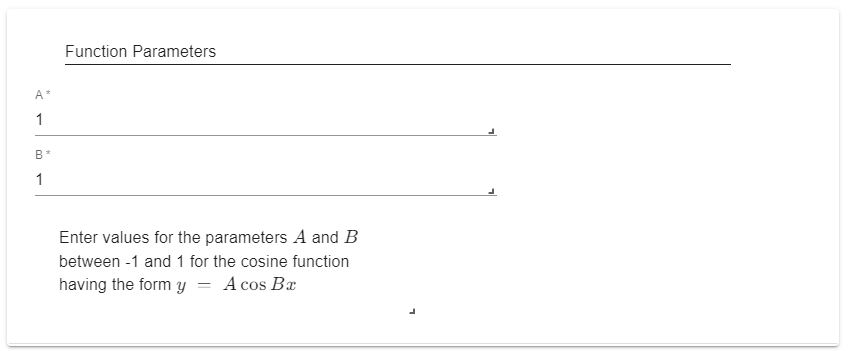 Function Parameters
A *
1
B *
1
Enter values for the parameters A and B
between -1 and 1 for the cosine function
having the form y = A cos Bx